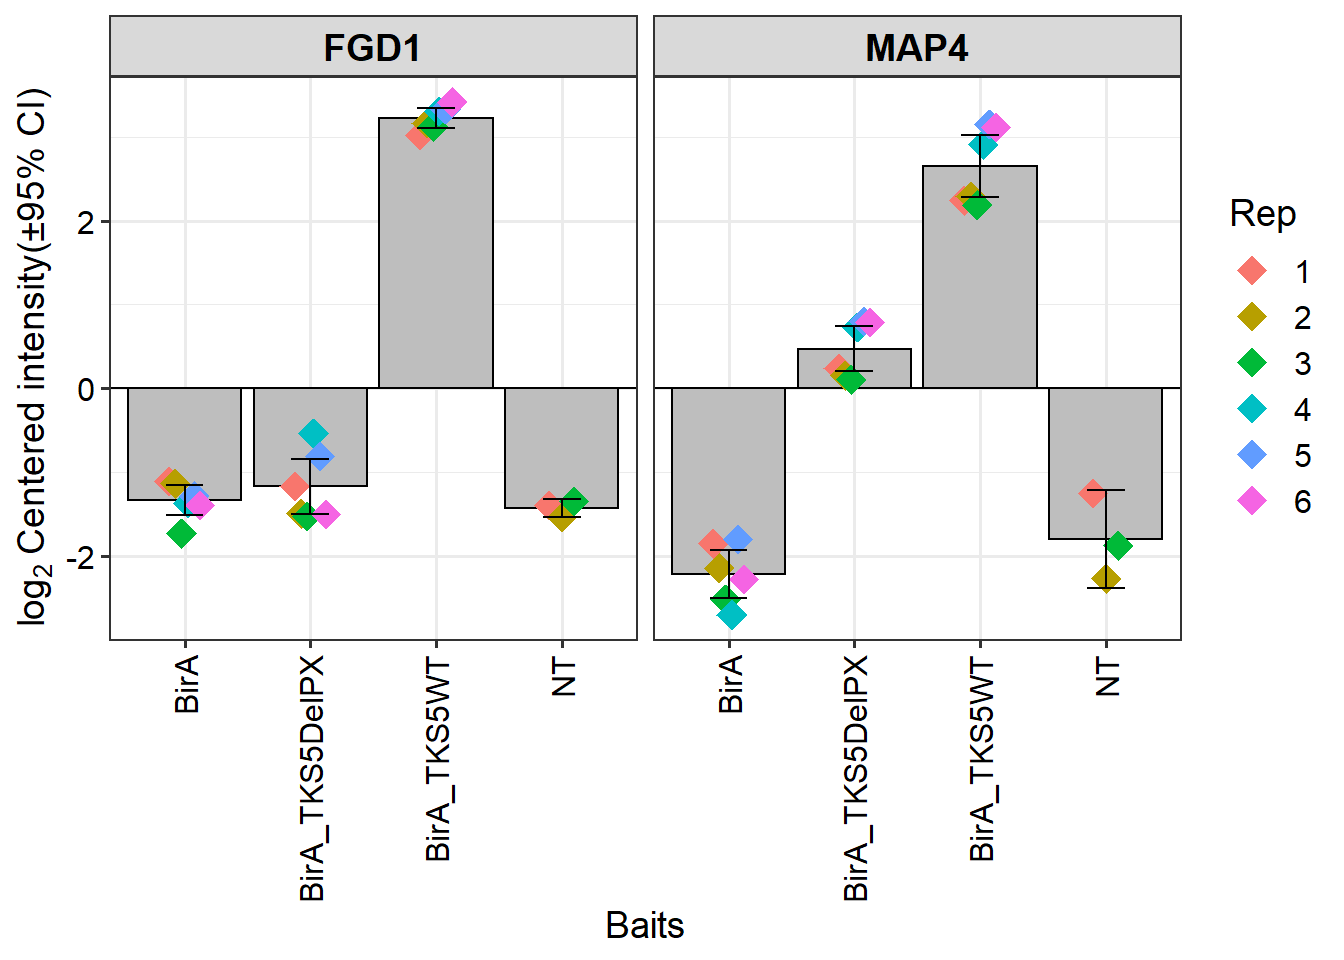 FGD1
MAP4
log₂ Centered intensity(±95% CI)
2
0
-2
BirA
BirA_TKS5DelPX
BirA_TKS5WT
NT
BirA
BirA_TKS5DelPX
BirA_TKS5WT
NT
Baits
Rep
1
2
3
4
5
6